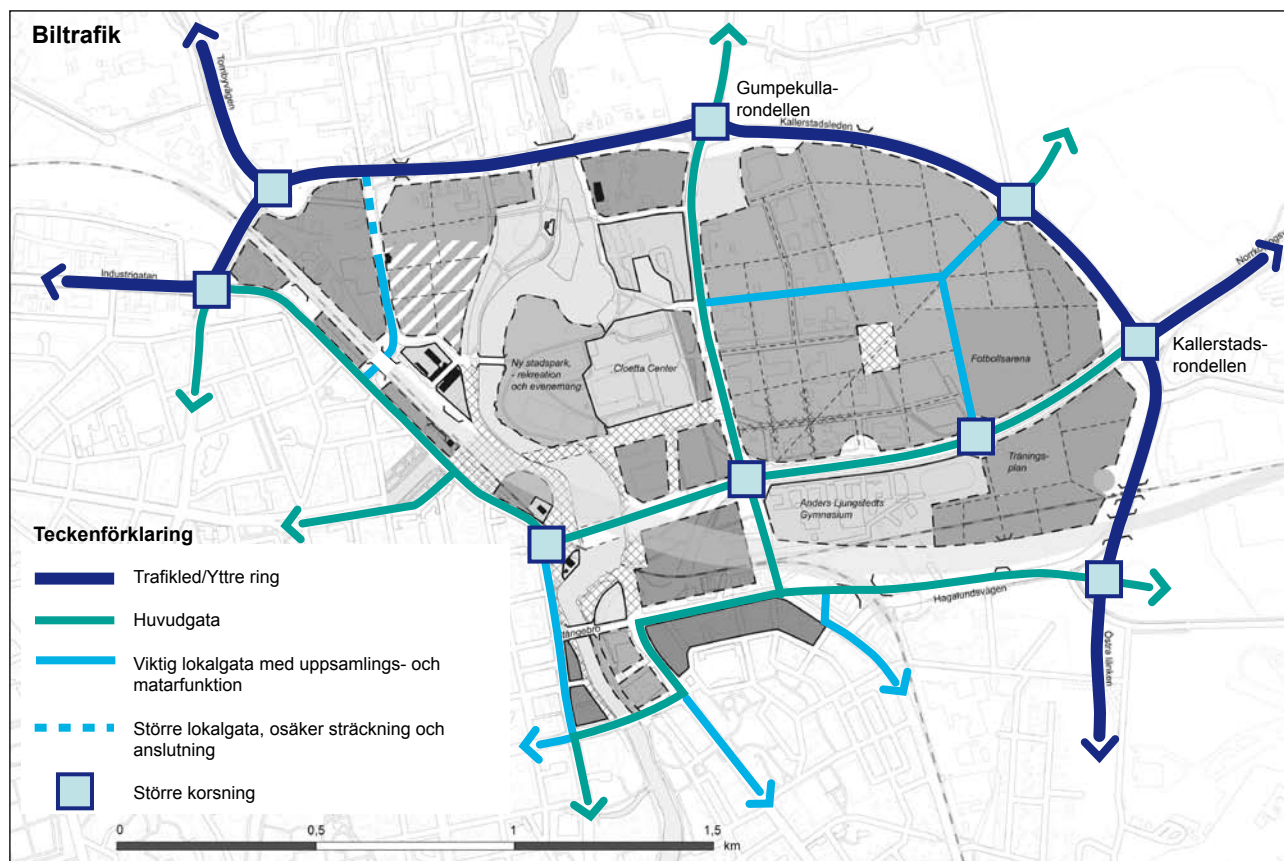 Biltrafik
Tornbyvägen
Gumpekulla-
rondellen
Kallerstadsleden
Industrigatan
Ny stadspark,
- rekreation
och evenemang
Cloetta Center
Fotbollsarena
Kallerstads-
rondellen
Tränings-
plan
Anders Ljungstedts
Gymnasium
Hagalundsvägen
Östra länken
Teckenförklaring
Trafikled/Yttre ring
Huvudgata
Viktig lokalgata med uppsamlings- och
matarfunktion
Större lokalgata, osäker sträckning och
anslutning
Större korsning
0 0,5 1 1,5
km